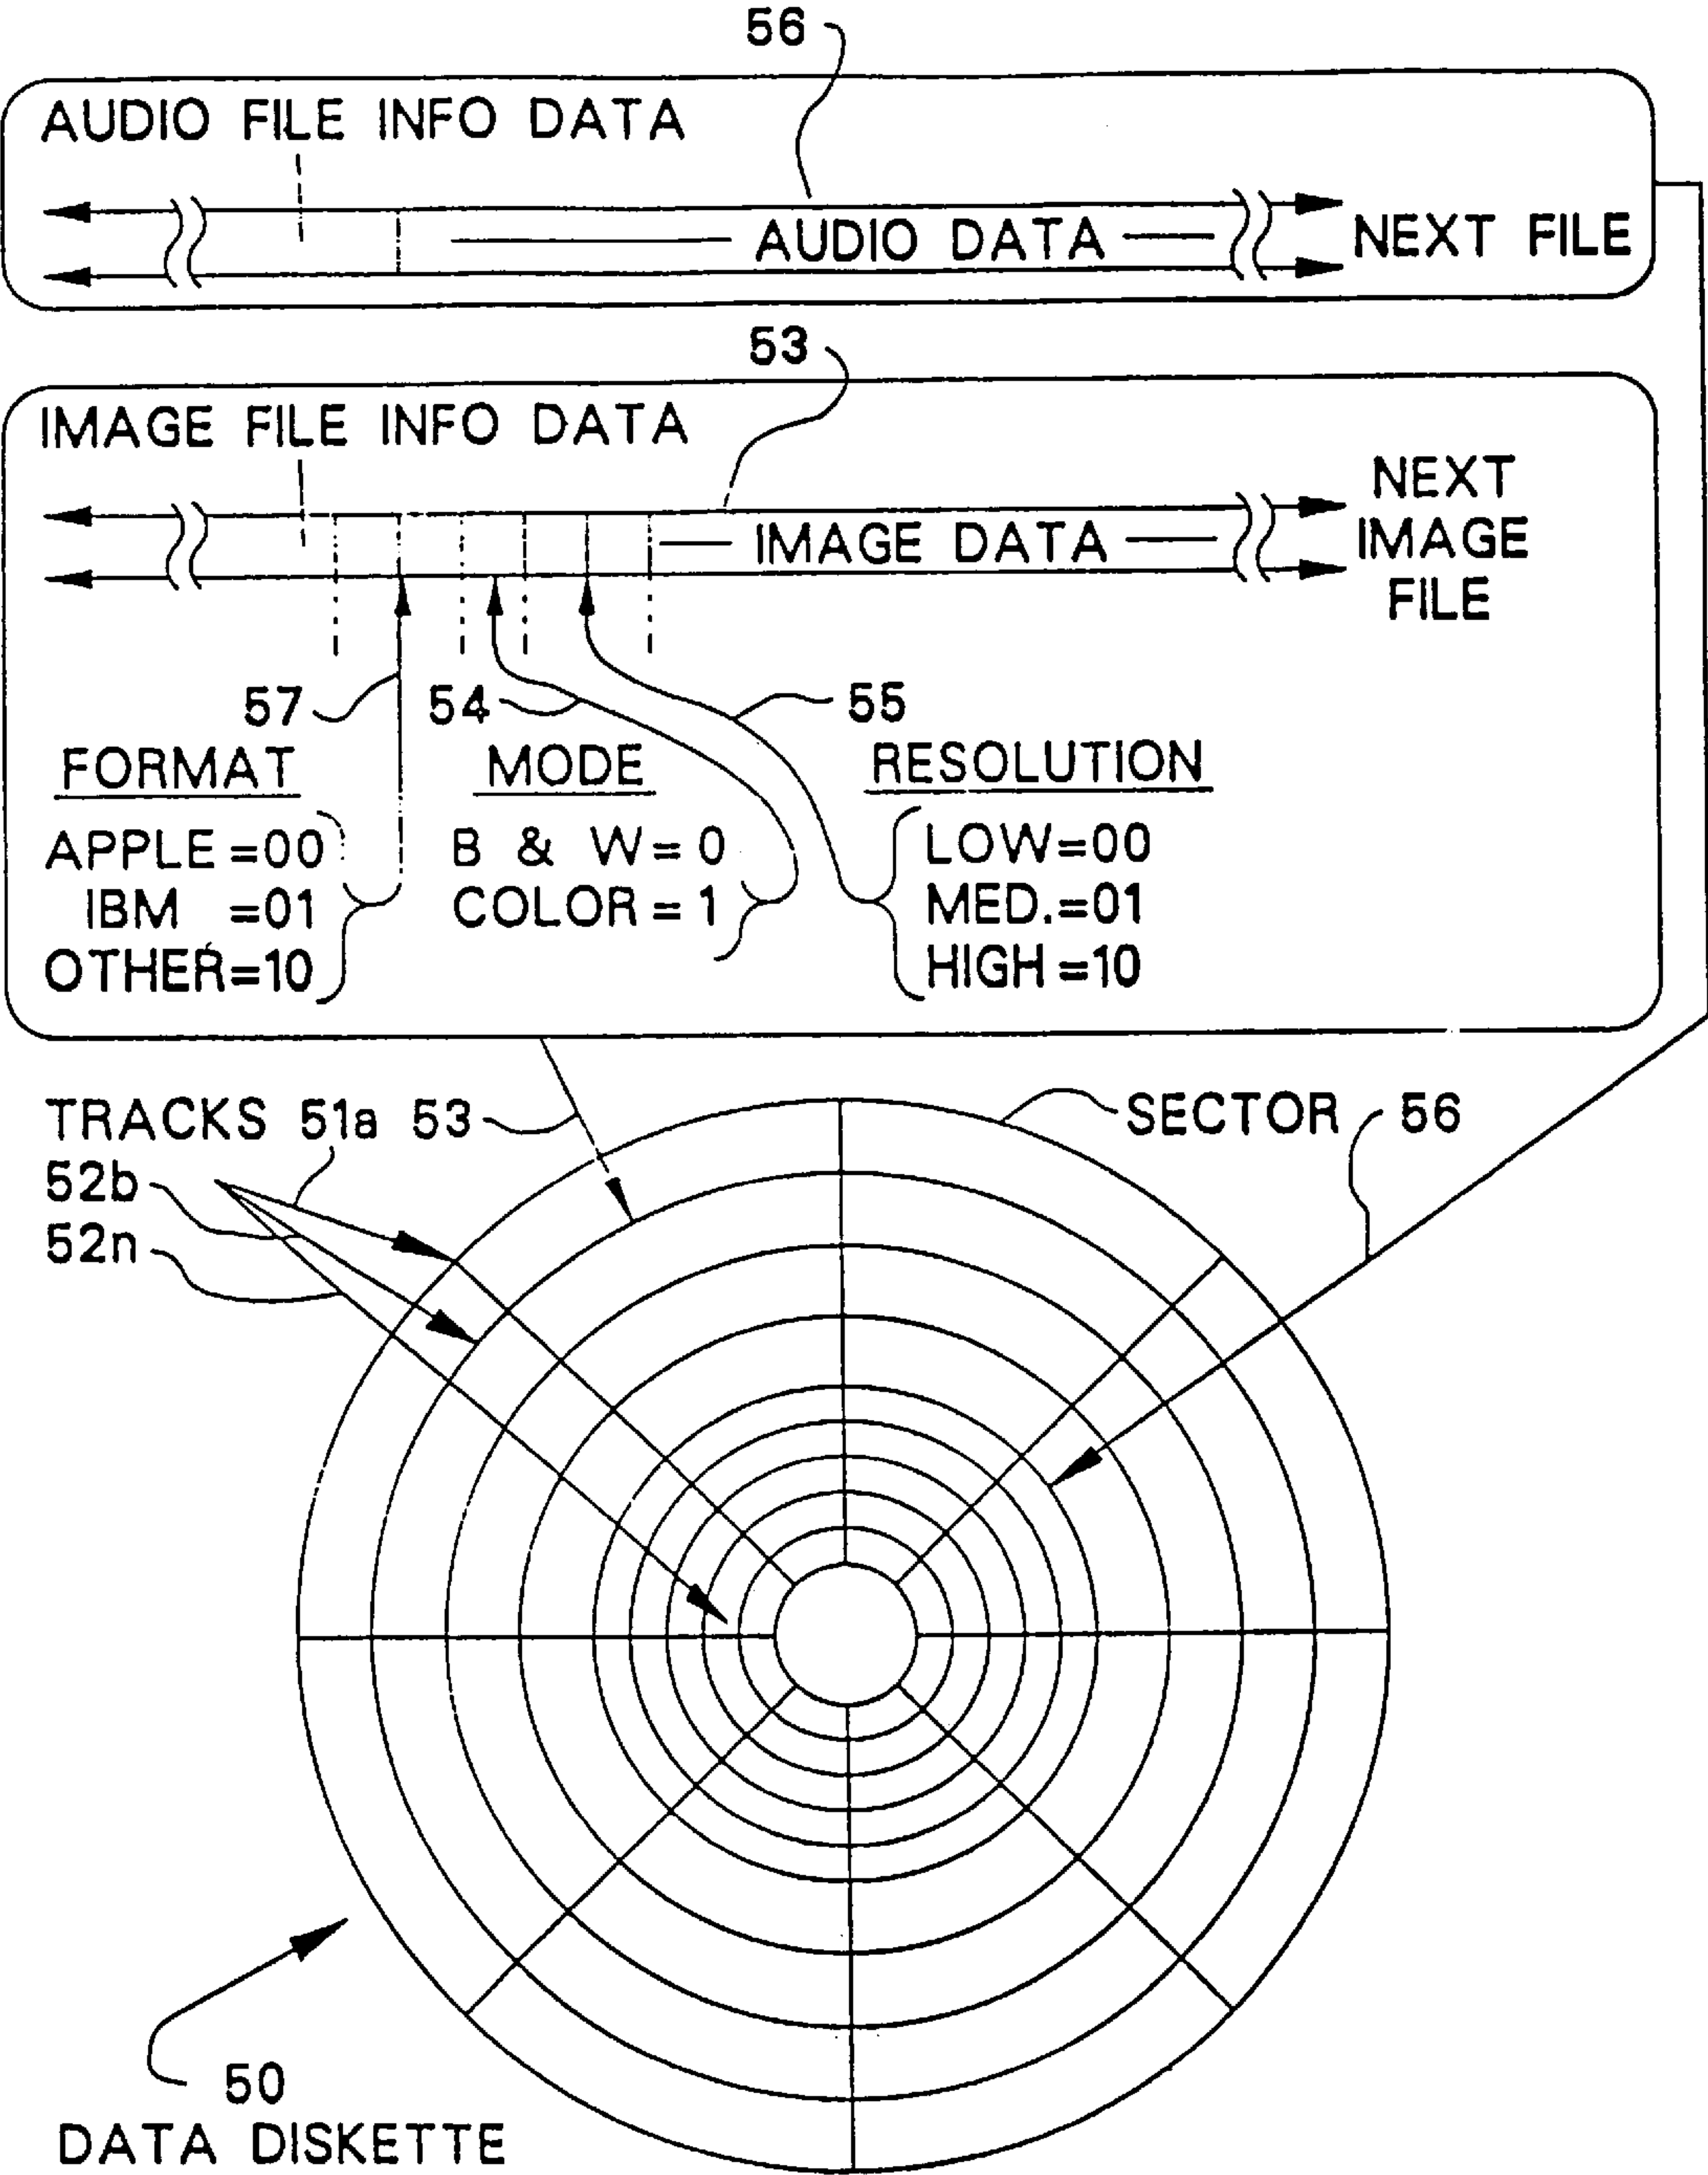 56
AUDIO FILE INFO DATA
AUDIO DATA
NEXT FILE
53
IMAGE FILE INFO DATA
IMAGE DATA
NEXT
IMAGE
FILE
57
54
55
FORMAT
APPLE =00
IBM =01
OTHER=10
MODE
B & W= 0
COLOR = 1
RESOLUTION
LOW=00
MED.=01
HIGH =10
TRACKS 51a 53
52b
52n
SECTOR
56
50
DATA DISKETTE